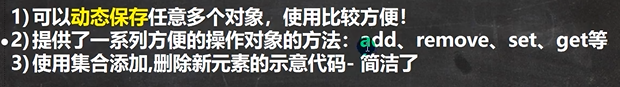 1)可以动态保存任意多个对象，使用比较方便！
2)提供了一系列方便的操作对象的方法：add、remove、set、get等
3)使用集合添加,删除新元素的示意代码- 简洁了